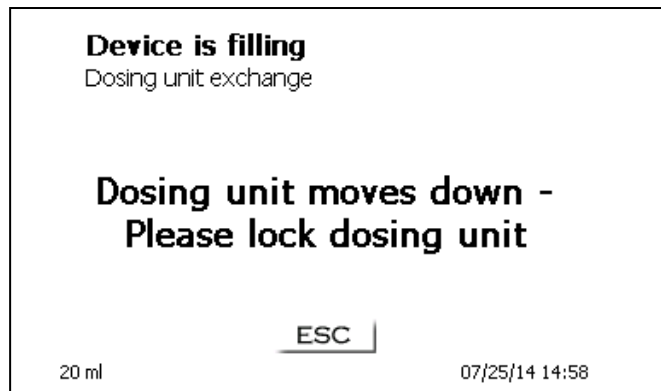 Device is filling
Dosing unit exchange
Dosing unit moves down -
Please lock dosing unit
ESC
20 ml 07/25/14 14:58